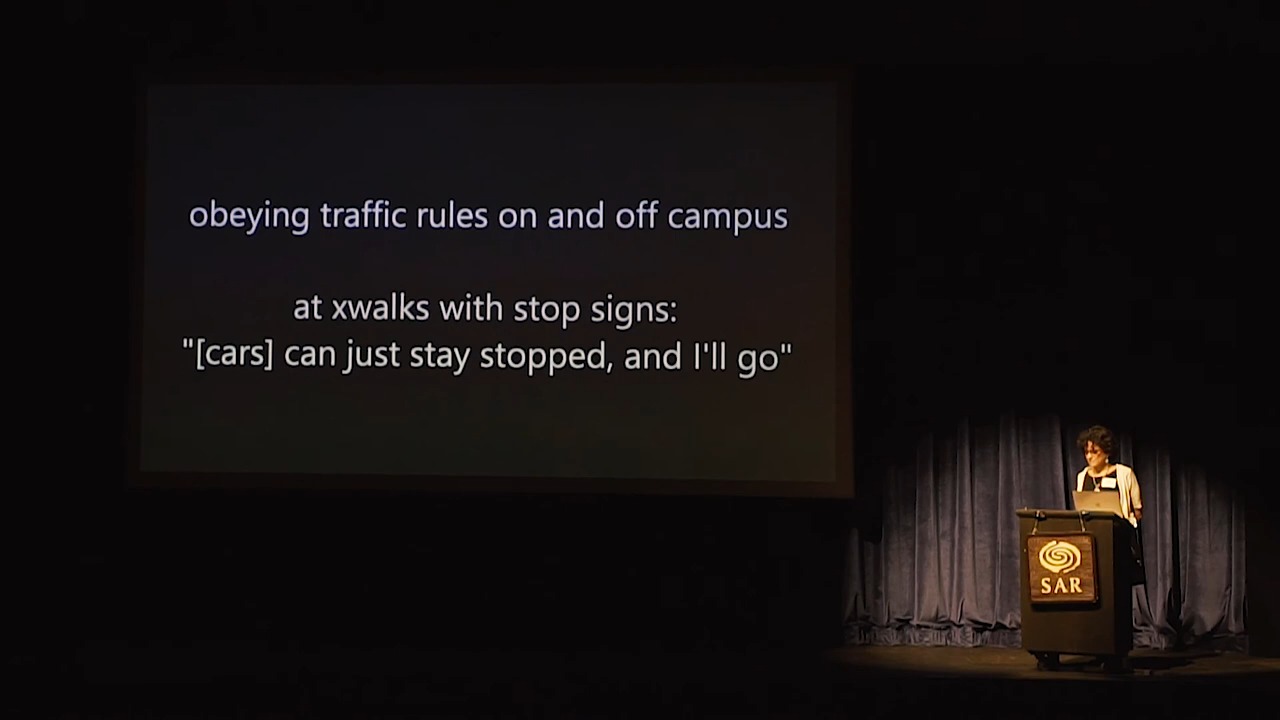 obeying traffic rules on and off campus
at xwalks with stop signs:
"[cars] can just stay stopped, and I'll go"
SAR